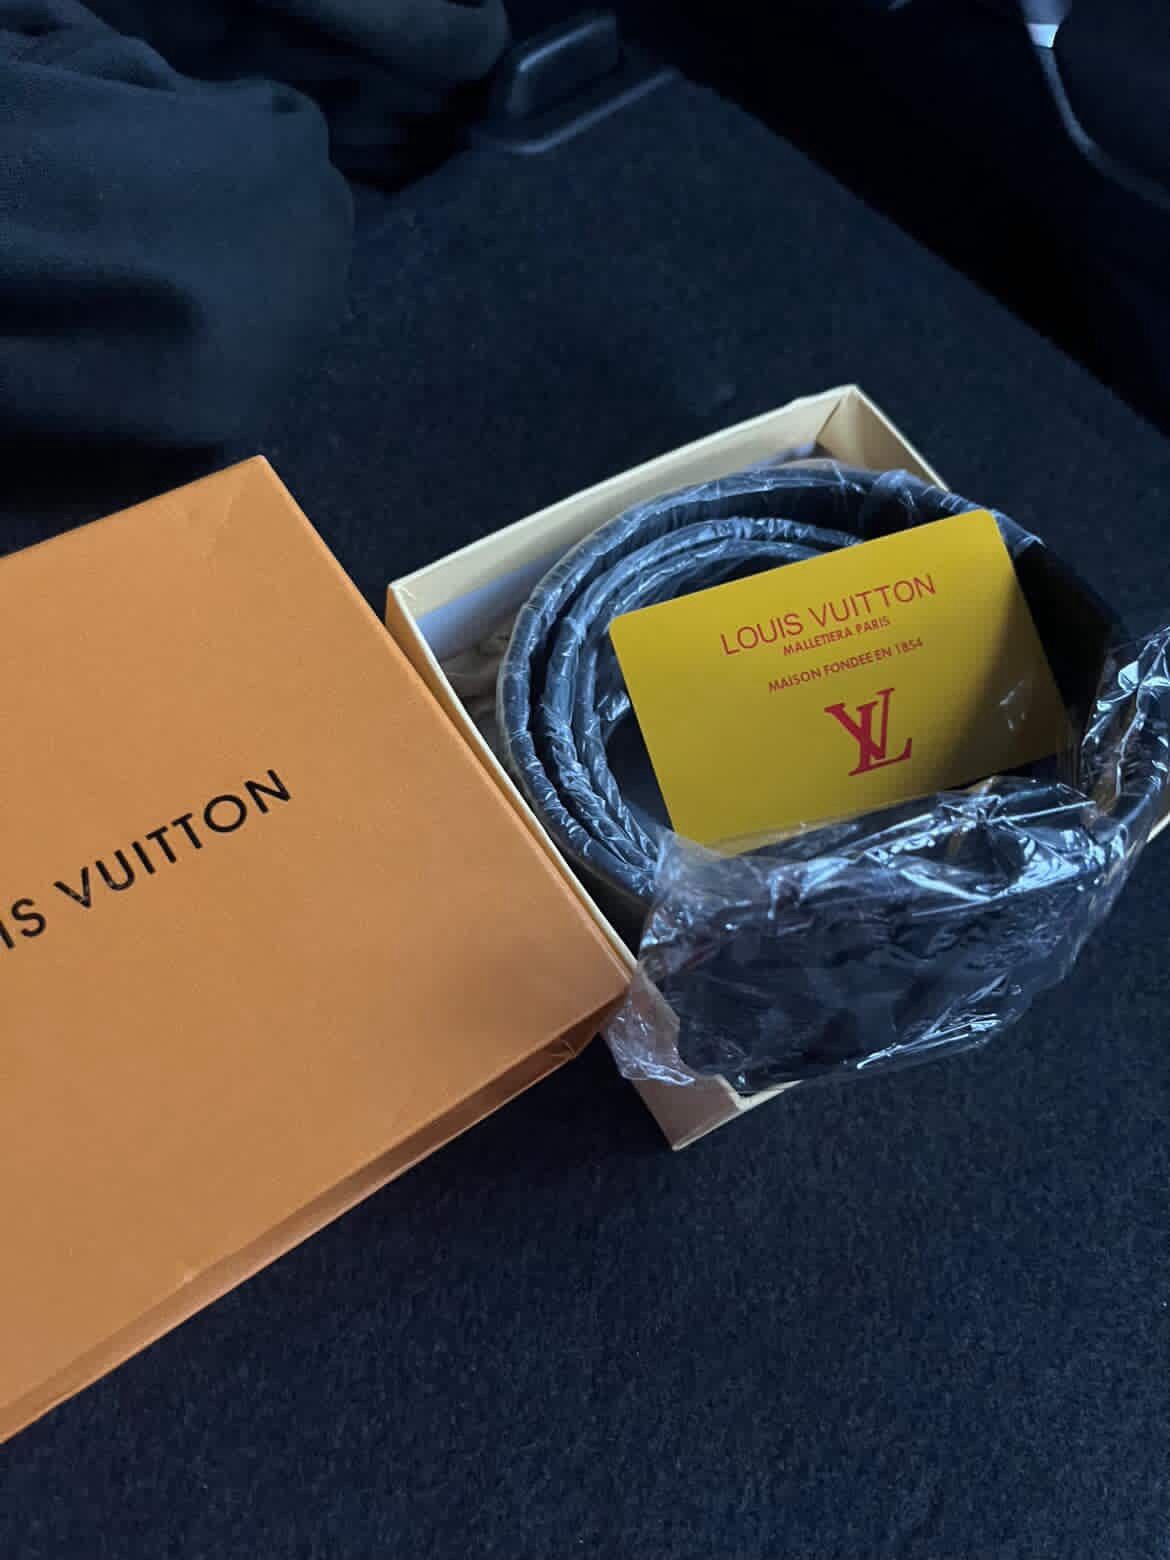 IS VUITTON
LOUIS VUITTON
MALLETIERA PARIS
MAISON FONDEE EN 1854
LV